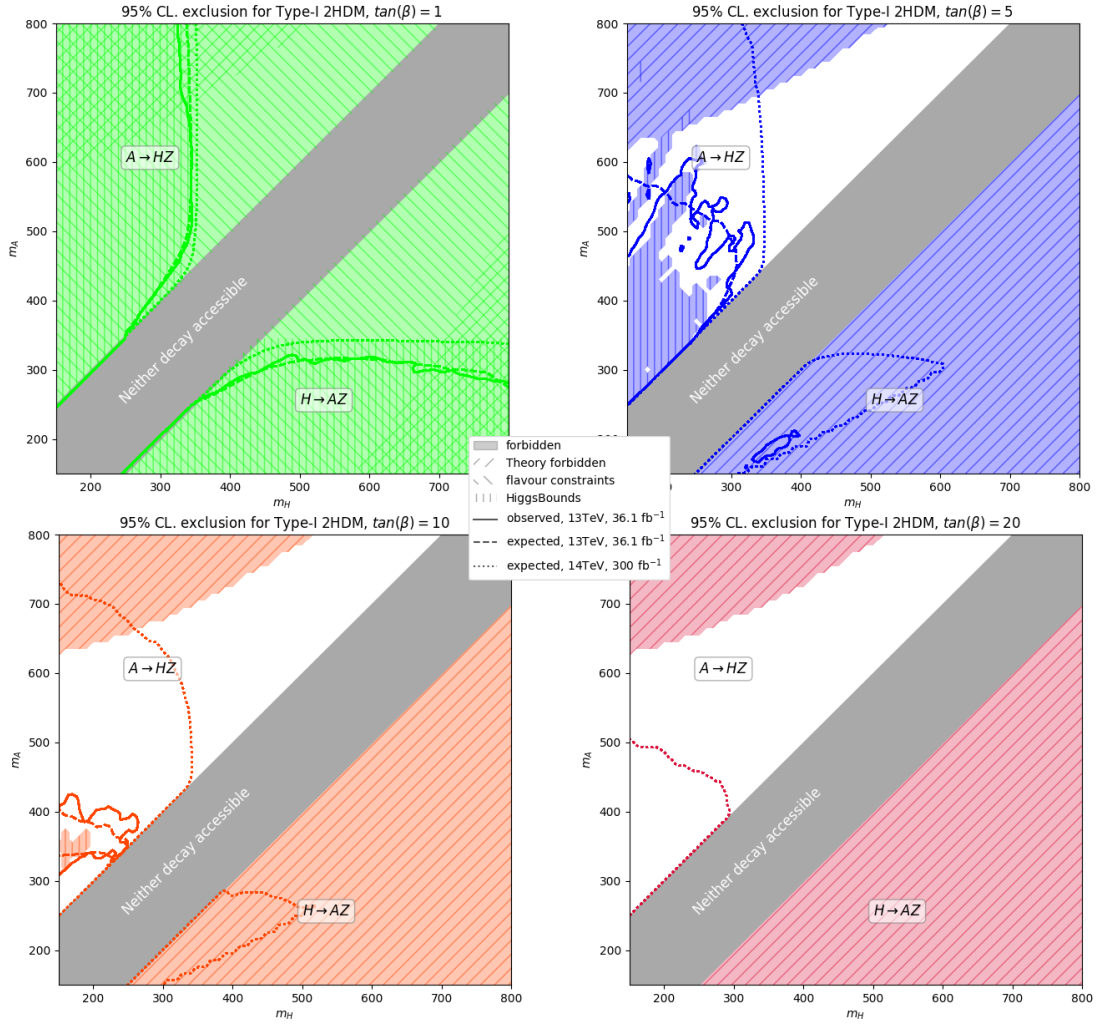 95% CL. exclusion for Type-I 2HDM, tan(β) = 1
800
700
600
500
400
300
200
m_A
A→HZ
Neither decay accessible
H→AZ
200 300 400 500 600 700
m_H
95% CL. exclusion for Type-I 2HDM, tan(β) = 5
800
700
600
500
400
300
m_A
A→HZ
Neither decay accessible
H→AZ
300 400 500 600 700 800
m_H
forbidden
Theory forbidden
flavour constraints
HiggsBounds
observed, 13TeV, 36.1 fb⁻¹
expected, 13TeV, 36.1 fb⁻¹
expected, 14TeV, 300 fb⁻¹
95% CL. exclusion for Type-I 2HDM, tan(β) = 10
800
700
600
500
400
300
200
m_A
A→HZ
Neither decay accessible
H→AZ
200 300 400 500 600 700 800
m_H
95% CL. exclusion for Type-I 2HDM, tan(β) = 20
700
600
500
400
300
200
m_A
A→HZ
Neither decay accessible
H→AZ
200 300 400 500 600 700 800
m_H